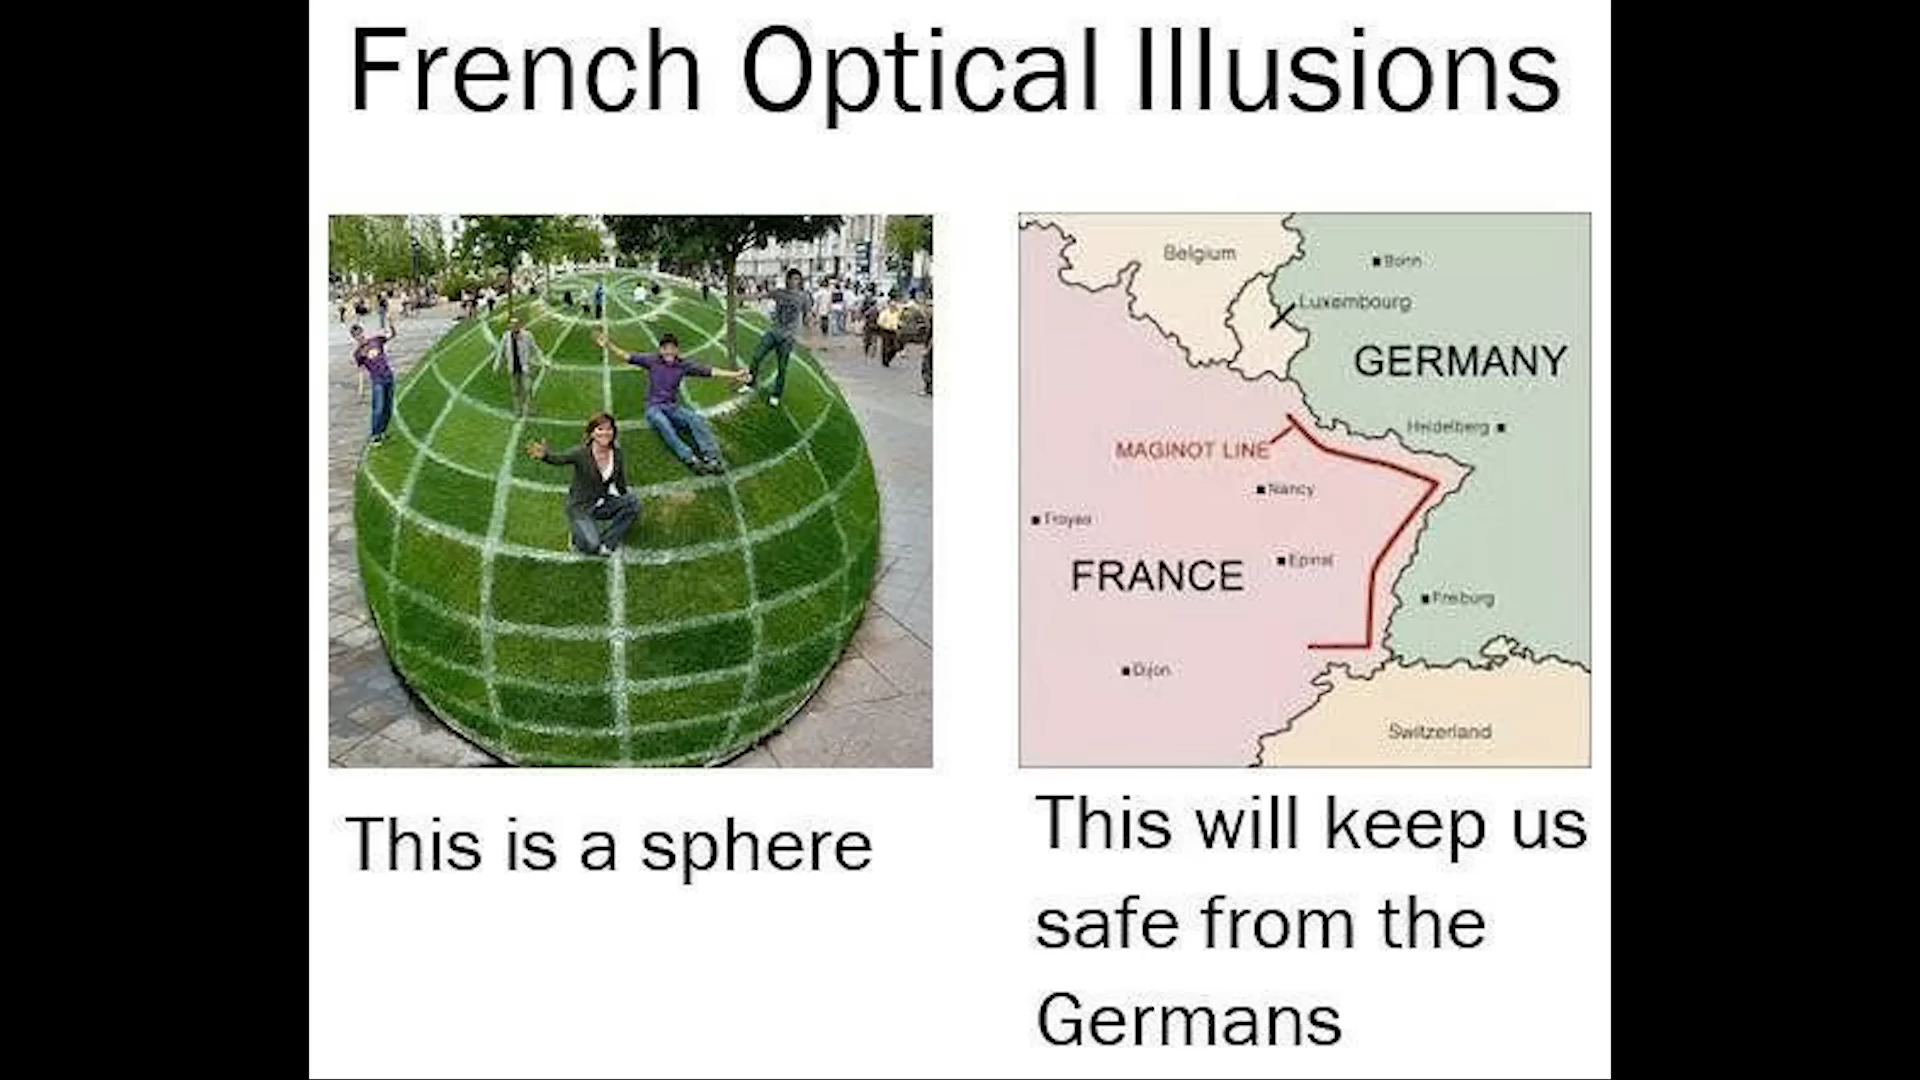 French Optical Illusions
Belgium
Bonn
Luxembourg
GERMANY
Heidelberg
MAGINOT LINE
Nancy
Troyes
Epinal
FRANCE
Freiburg
Dijon
Switzerland
This is a sphere
This will keep us
safe from the
Germans